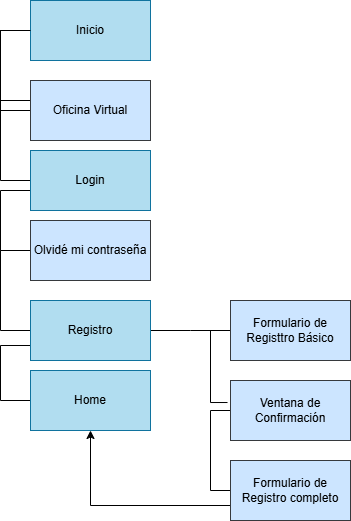 Inicio
Oficina Virtual
Login
Olvidé mi contraseña
Registro
Formulario de
Registtro Básico
Home
Ventana de
Confirmación
Formulario de
Registro completo